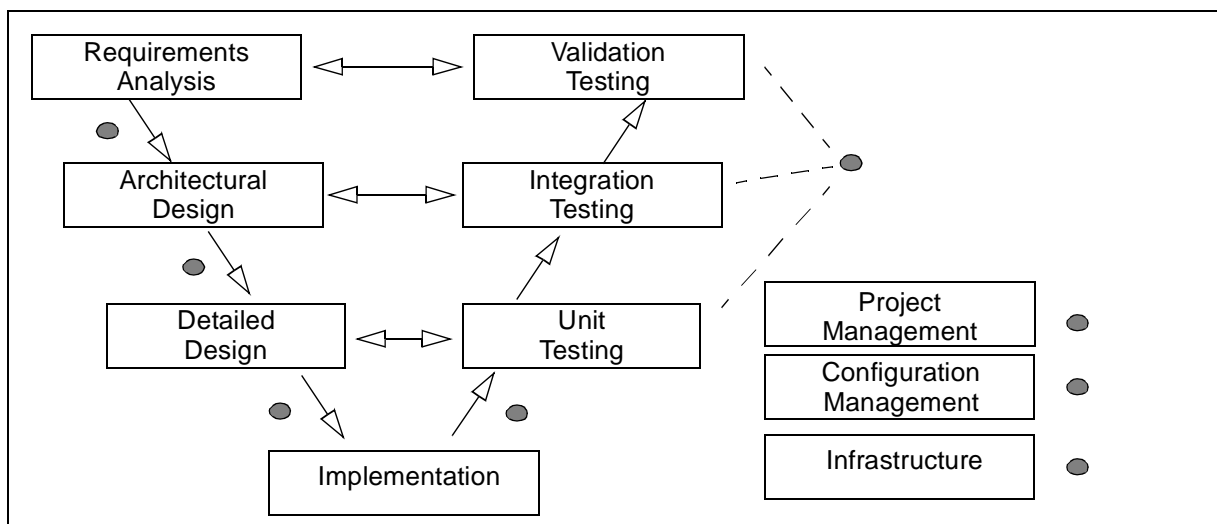 Requirements
Analysis
Validation
Testing
Architectural
Design
Integration
Testing
Detailed
Design
Unit
Testing
Project
Management
Configuration
Management
Implementation
Infrastructure